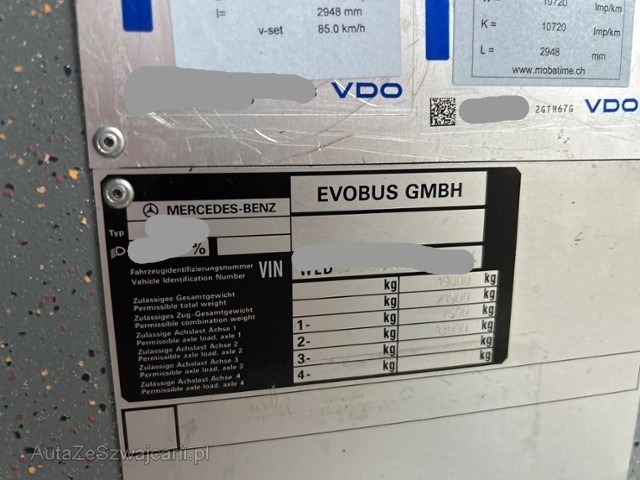 l= 2948 mm
v-set 85.0 km/h
VDO
10720 Imp/km
K = 10720 Imp/km
L = 2948 mm
www.mobatime.ch
2GTH67G VDO
MERCEDES-BENZ
EVOBUS GMBH
Typ
%
Fahrzeugidentifizierungsnummer
Vehicle Identification Number
VIN WEB
Zulässiges Gesamtgewicht
Permissible total weight
kg kg
Zulässiges Zug-Gesamtgewicht
Permissible combination weight
kg kg
Zulässige Achslast Achse 1
Permissible axle load, axle 1
1- kg kg
Zulässige Achslast Achse 2
Permissible axle load, axle 2
2- kg kg
Zulässige Achslast Achse 3
Permissible axle load, axle 3
3- kg kg
Zulässige Achslast Achse 4
Permissible axle load, axle 4
4- kg kg
AutaZeSzwajcarii.pl